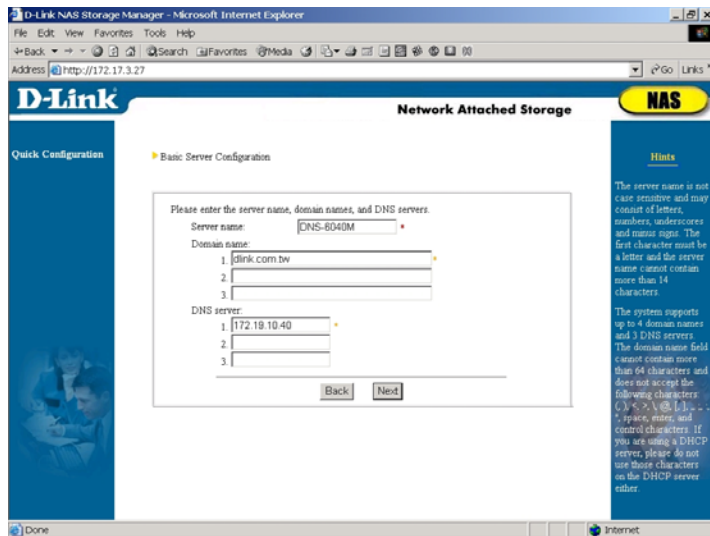 D-Link NAS Storage Manager - Microsoft Internet Explorer
File Edit View Favorites Tools Help
Back Search Favorites Media
Address http://172.17.3.27 Go Links
D-Link
Network Attached Storage
NAS
Quick Configuration
Basic Server Configuration
Please enter the server name, domain names, and DNS servers.
Server name: DNS-6040M *
Domain name:
1. dlink.com.tw *
2.
3.
DNS server:
1. 172.19.10.40 *
2.
3.
Back Next
Hints
The server name is not
case sensitive and may
consist of letters,
numbers, underscores
and minus signs. The
first character must be
a letter and the server
name cannot contain
more than 14
characters.
The system supports
up to 4 domain names
and 3 DNS servers.
The domain name field
cannot contain more
than 64 characters and
does not accept the
following characters:
*, space, enter, and
control characters. If
you are using a DHCP
server, please do not
use those characters
on the DHCP server
either.
Done Internet